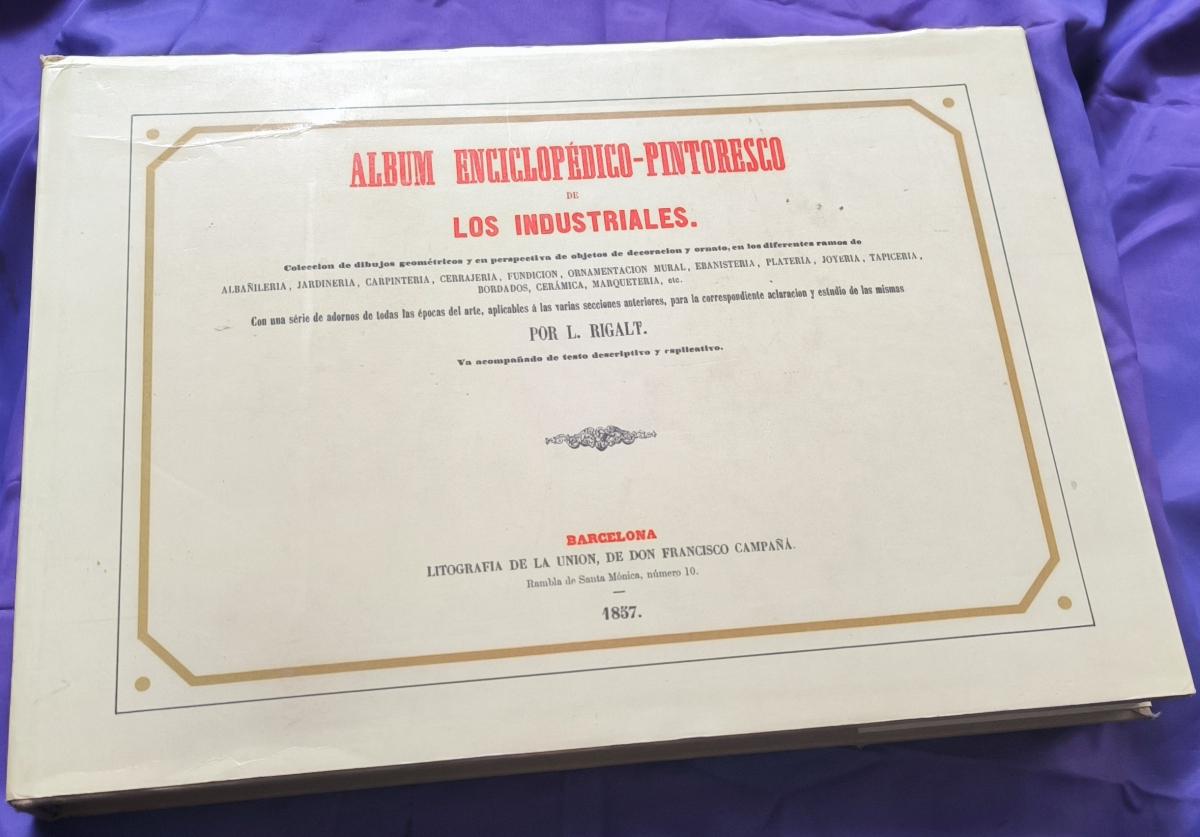 ALBUM ENCICLOPÉDICO-PINTORESCO
DE
LOS INDUSTRIALES.
Coleccion de dibujos geométricos y en perspectiva de objetos de decoracion y ornato, en los diferentes ramos de
ALBAÑILERIA, JARDINERIA, CARPINTERIA, CERRAJERIA, FUNDICION, ORNAMENTACION MURAL, EBANISTERIA, PLATERIA, JOYERIA, TAPICERIA,
BORDADOS, CERÁMICA, MARQUETERIA, etc.
Con una série de adornos de todas las épocas del arte, aplicables á las varias secciones anteriores, para la correspondiente aclaracion y estudio de las mismas
POR L. RIGALT.
Va acompañado de testo descriptivo y esplicativo.
BARCELONA
LITOGRAFIA DE LA UNION, DE DON FRANCISCO CAMPAÑÁ.
Rambla de Santa Mónica, número 10.
1857.